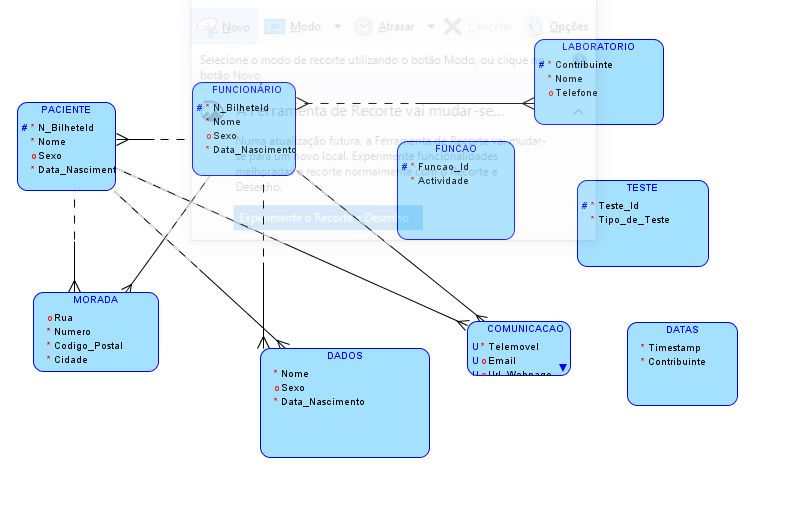 Novo Modo Atrasar Cancelar Opções
Selecione o modo de recorte utilizando o botão Modo, ou clique no
botão Novo.
LABORATORIO
# * Contribuinte
* Nome
o Telefone
FUNCIONÁRIO
# * N_BilheteId
* Nome
o Sexo
* Data_Nascimento
A Ferramenta de Recorte vai mudar-se...
Numa atualização futura, a Ferramenta de Recorte vai mudar-
se para um novo local. Experimente funcionalidades
melhoradas e recorte normalmente com o Recorte e
Desenho.
Experimente o Recorte e Desenho
PACIENTE
# * N_BilheteId
* Nome
o Sexo
* Data_Nasciment
FUNCAO
# * Funcao_Id
* Actividade
TESTE
# * Teste_Id
* Tipo_de_Teste
MORADA
o Rua
* Numero
* Codigo_Postal
* Cidade
DADOS
* Nome
o Sexo
* Data_Nascimento
COMUNICACAO
U * Telemovel
U o Email
U o Url_Webpage
DATAS
* Timestamp
* Contribuinte